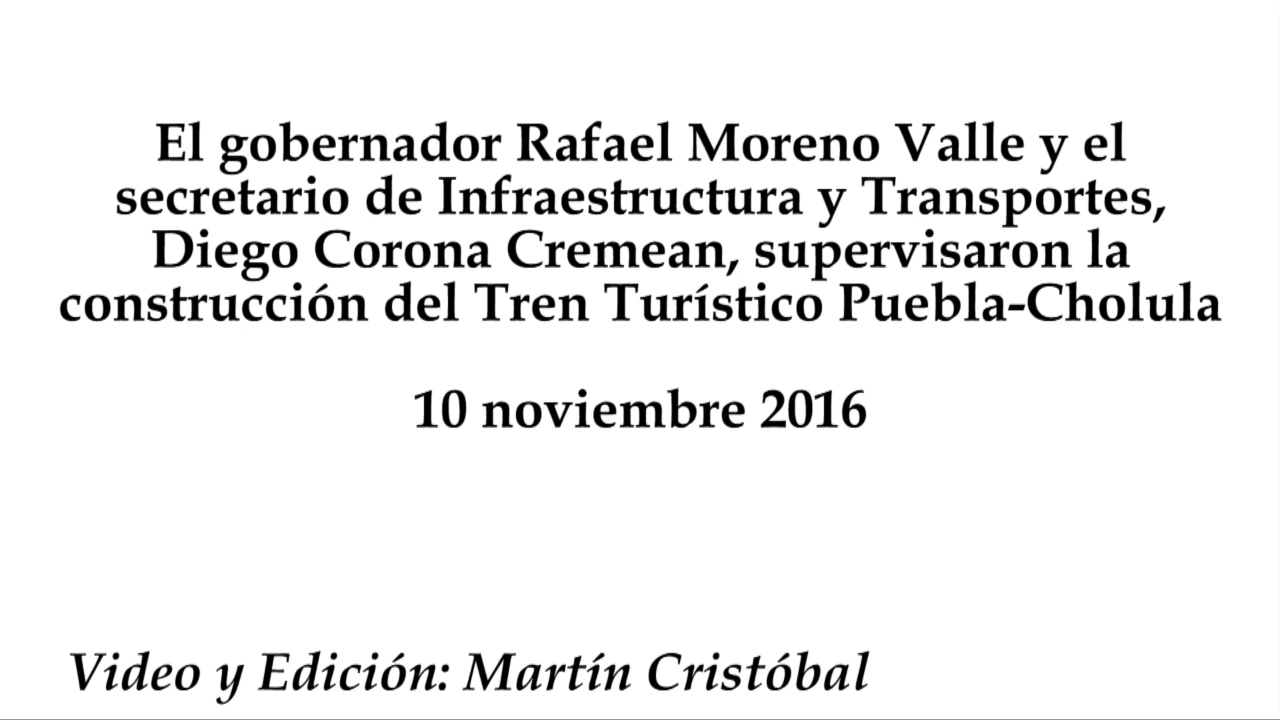 El gobernador Rafael Moreno Valle y el
secretario de Infraestructura y Transportes,
Diego Corona Cremean, supervisaron la
construcción del Tren Turístico Puebla-Cholula
10 noviembre 2016
Video y Edición: Martín Cristóbal